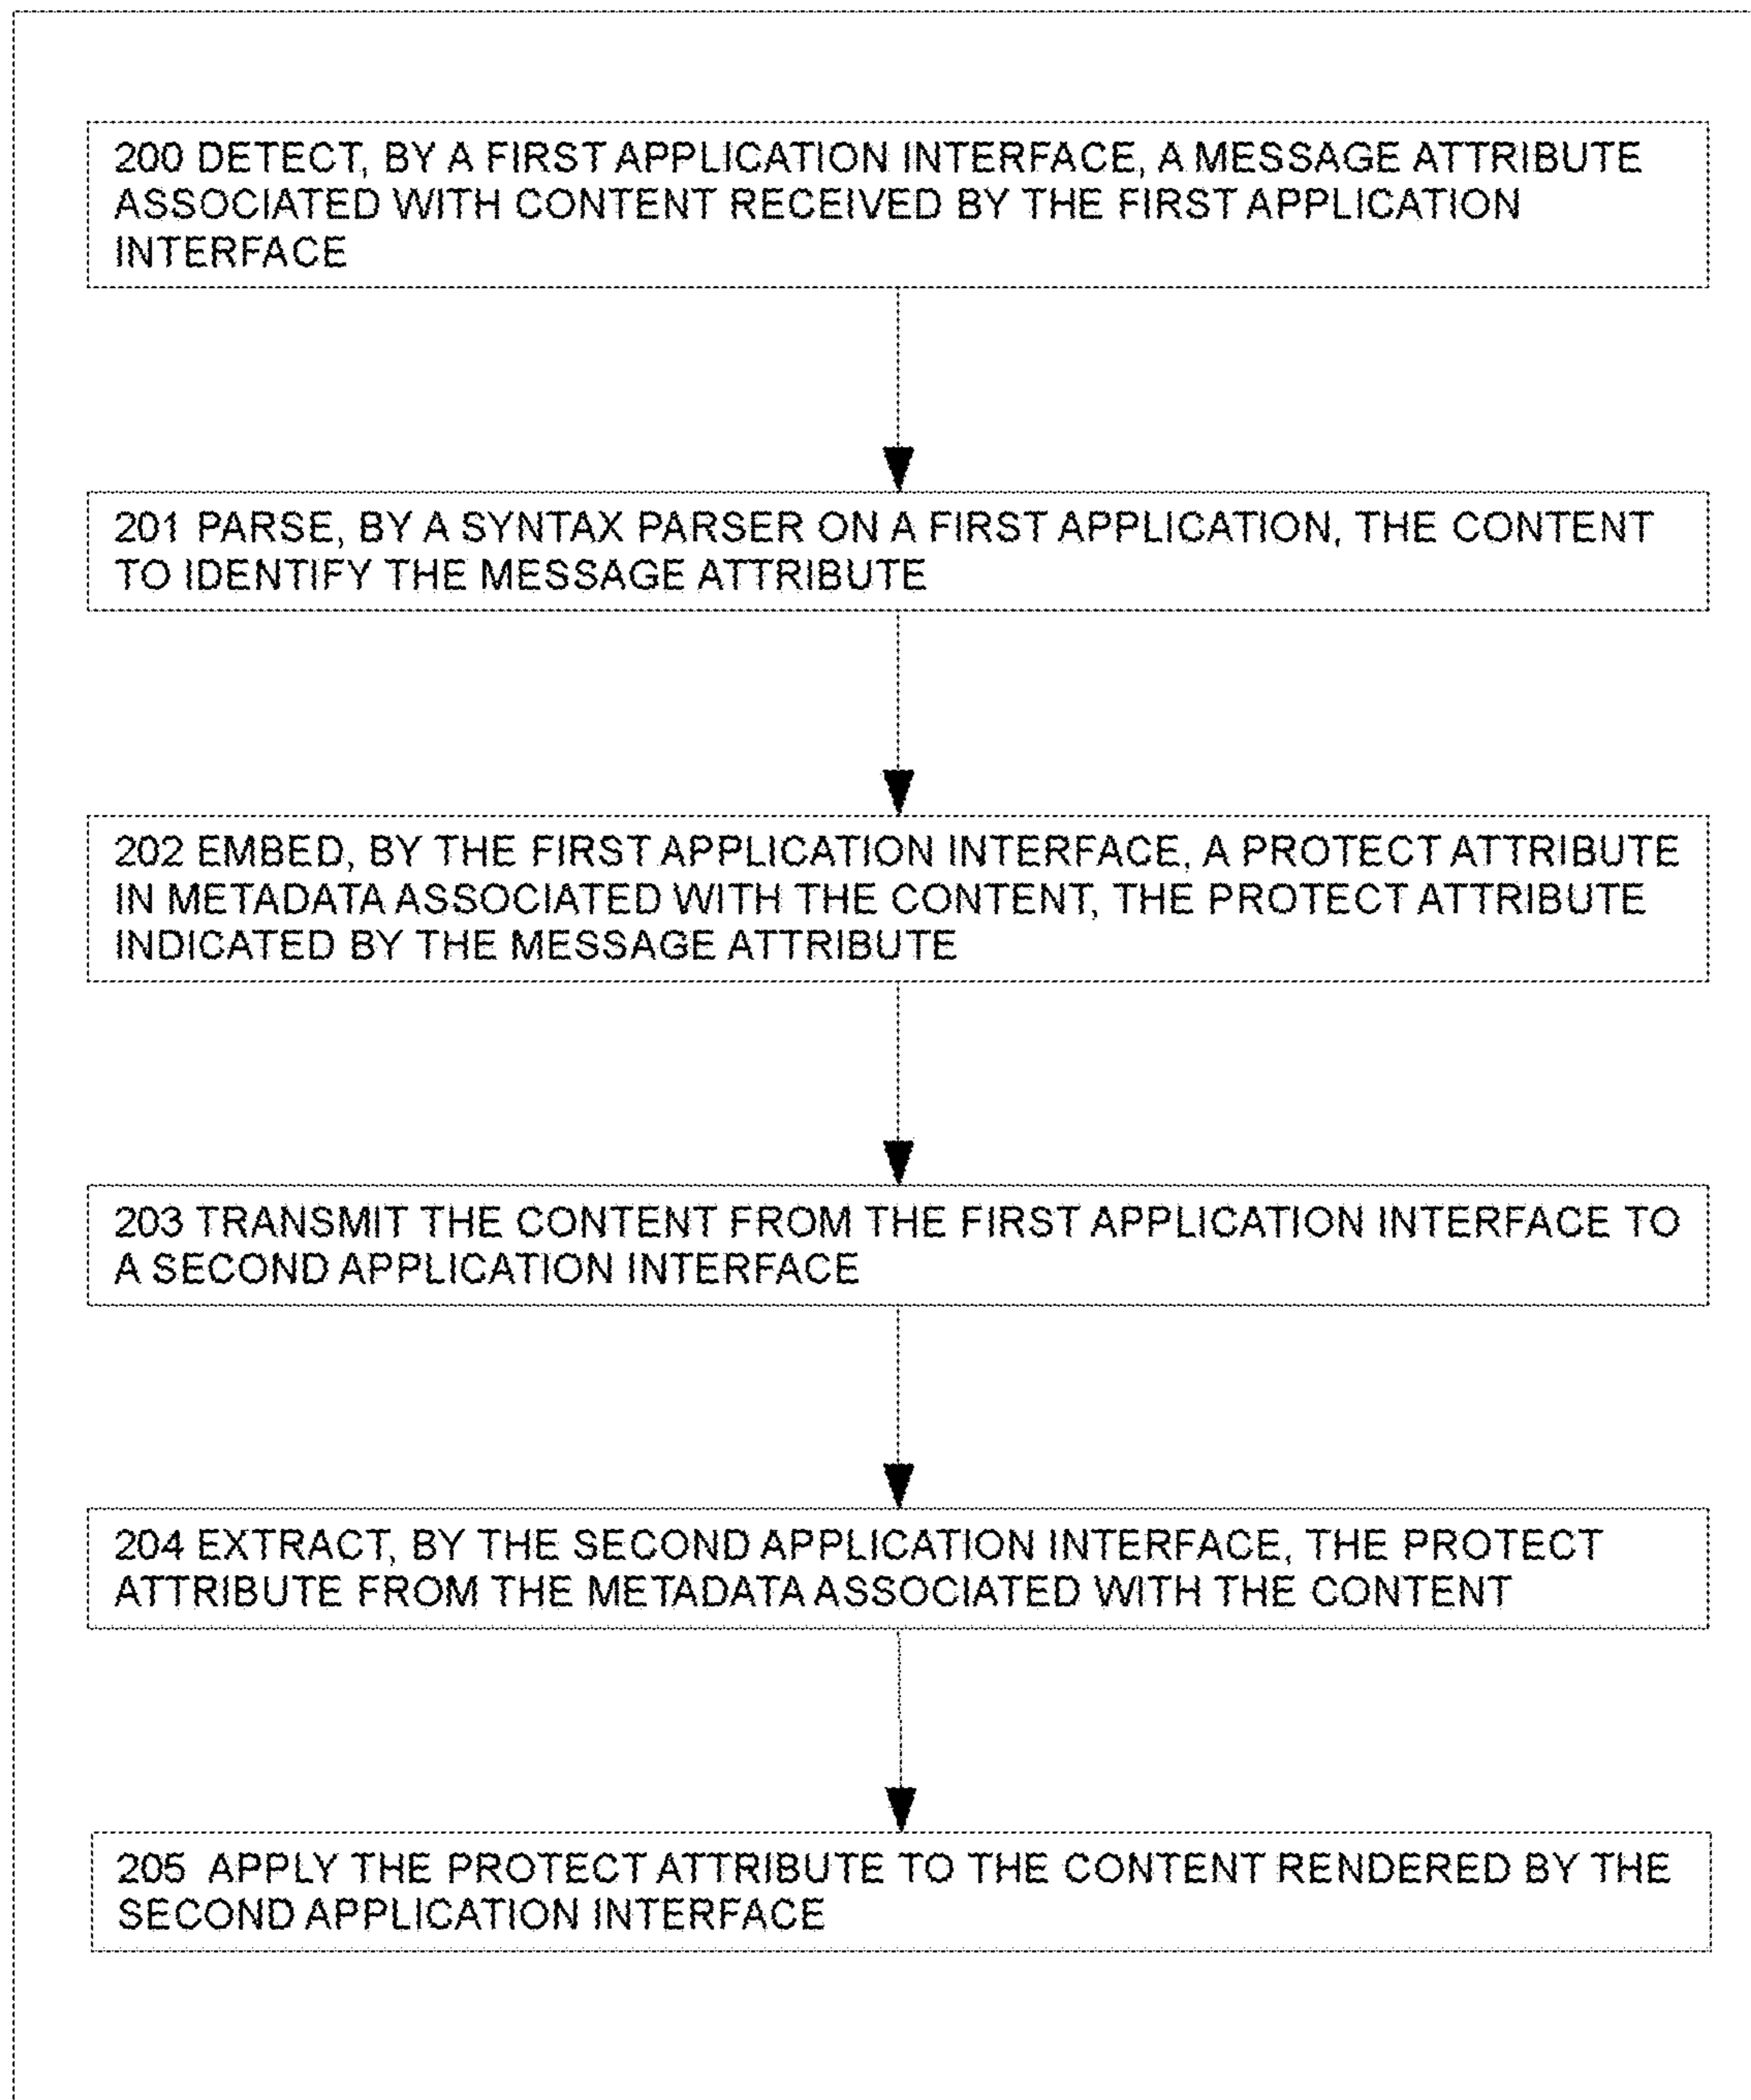 200 DETECT, BY A FIRST APPLICATION INTERFACE, A MESSAGE ATTRIBUTE
ASSOCIATED WITH CONTENT RECEIVED BY THE FIRST APPLICATION
INTERFACE
201 PARSE, BY A SYNTAX PARSER ON A FIRST APPLICATION, THE CONTENT
TO IDENTIFY THE MESSAGE ATTRIBUTE
202 EMBED, BY THE FIRST APPLICATION INTERFACE, A PROTECT ATTRIBUTE
IN METADATA ASSOCIATED WITH THE CONTENT, THE PROTECT ATTRIBUTE
INDICATED BY THE MESSAGE ATTRIBUTE
203 TRANSMIT THE CONTENT FROM THE FIRST APPLICATION INTERFACE TO
A SECOND APPLICATION INTERFACE
204 EXTRACT, BY THE SECOND APPLICATION INTERFACE, THE PROTECT
ATTRIBUTE FROM THE METADATA ASSOCIATED WITH THE CONTENT
205 APPLY THE PROTECT ATTRIBUTE TO THE CONTENT RENDERED BY THE
SECOND APPLICATION INTERFACE